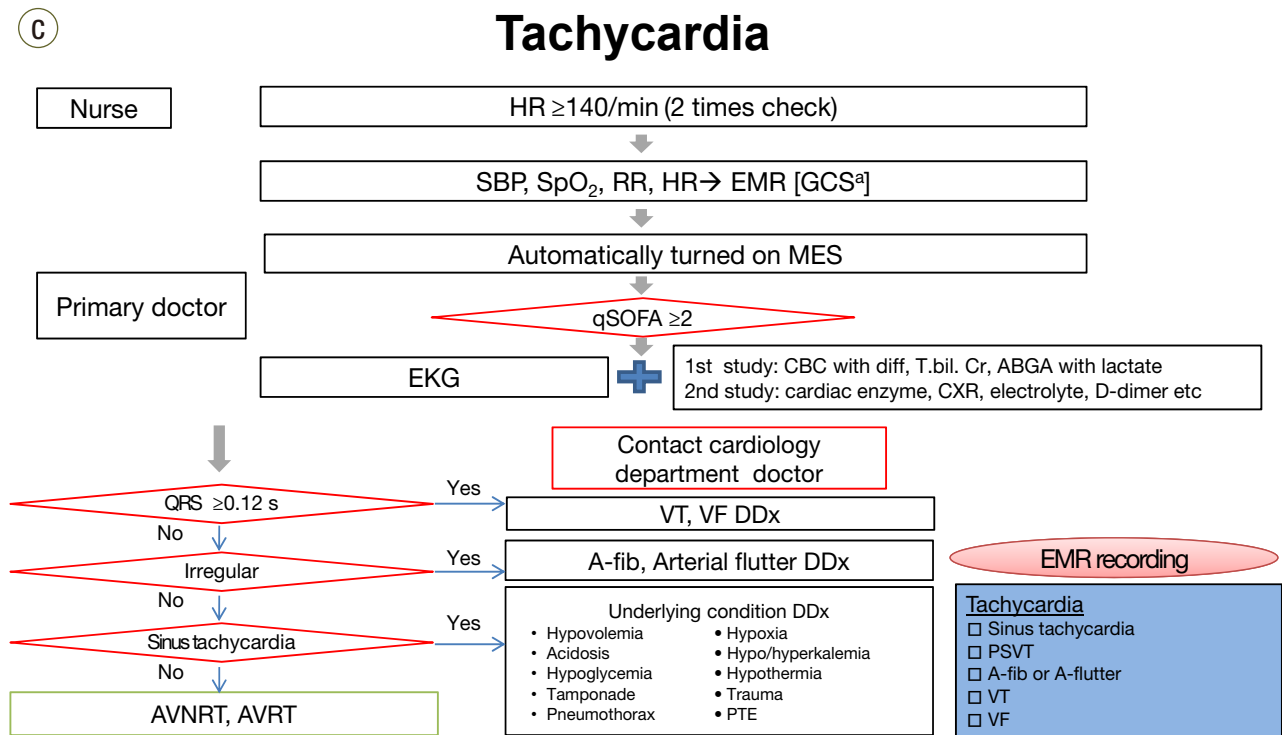 C
Tachycardia
Nurse
HR ≥140/min (2 times check)
SBP, SpO₂, RR, HR→ EMR [GCSᵃ]
Automatically turned on MES
Primary doctor
qSOFA ≥2
EKG
1st study: CBC with diff, T.bil. Cr, ABGA with lactate
2nd study: cardiac enzyme, CXR, electrolyte, D-dimer etc
Contact cardiology
department doctor
QRS ≥0.12 s
Yes
VT, VF DDx
No
Irregular
Yes
A-fib, Arterial flutter DDx
No
Sinus tachycardia
Yes
Underlying condition DDx
• Hypovolemia
• Acidosis
• Hypoglycemia
• Tamponade
• Pneumothorax
• Hypoxia
• Hypo/hyperkalemia
• Hypothermia
• Trauma
• PTE
No
AVNRT, AVRT
EMR recording
Tachycardia
□ Sinus tachycardia
□ PSVT
□ A-fib or A-flutter
□ VT
□ VF